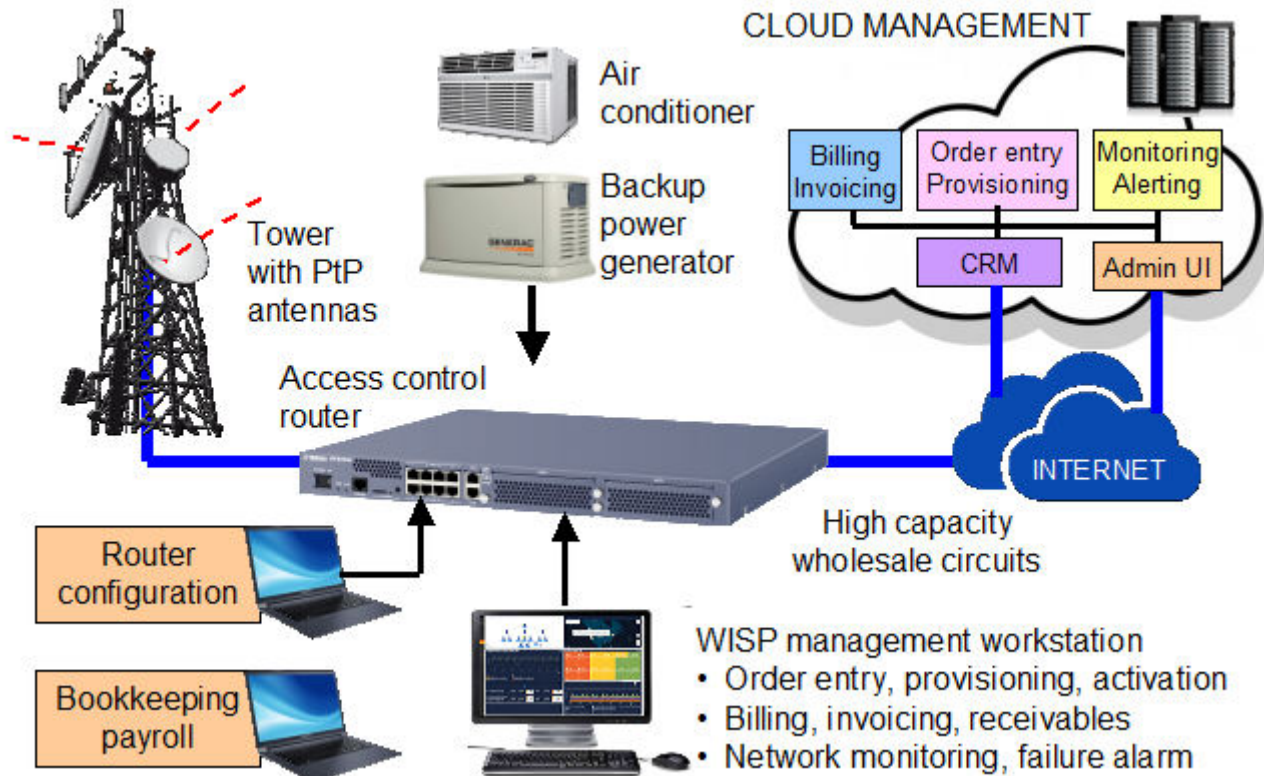 CLOUD MANAGEMENT
Air
conditioner
Billing
Invoicing
Order entry
Provisioning
Monitoring
Alerting
Backup
power
generator
GENERAC
CRM
Admin UI
Tower
with PtP
antennas
Access control
router
INTERNET
High capacity
wholesale circuits
Router
configuration
WISP management workstation
• Order entry, provisioning, activation
• Billing, invoicing, receivables
• Network monitoring, failure alarm
Bookkeeping
payroll